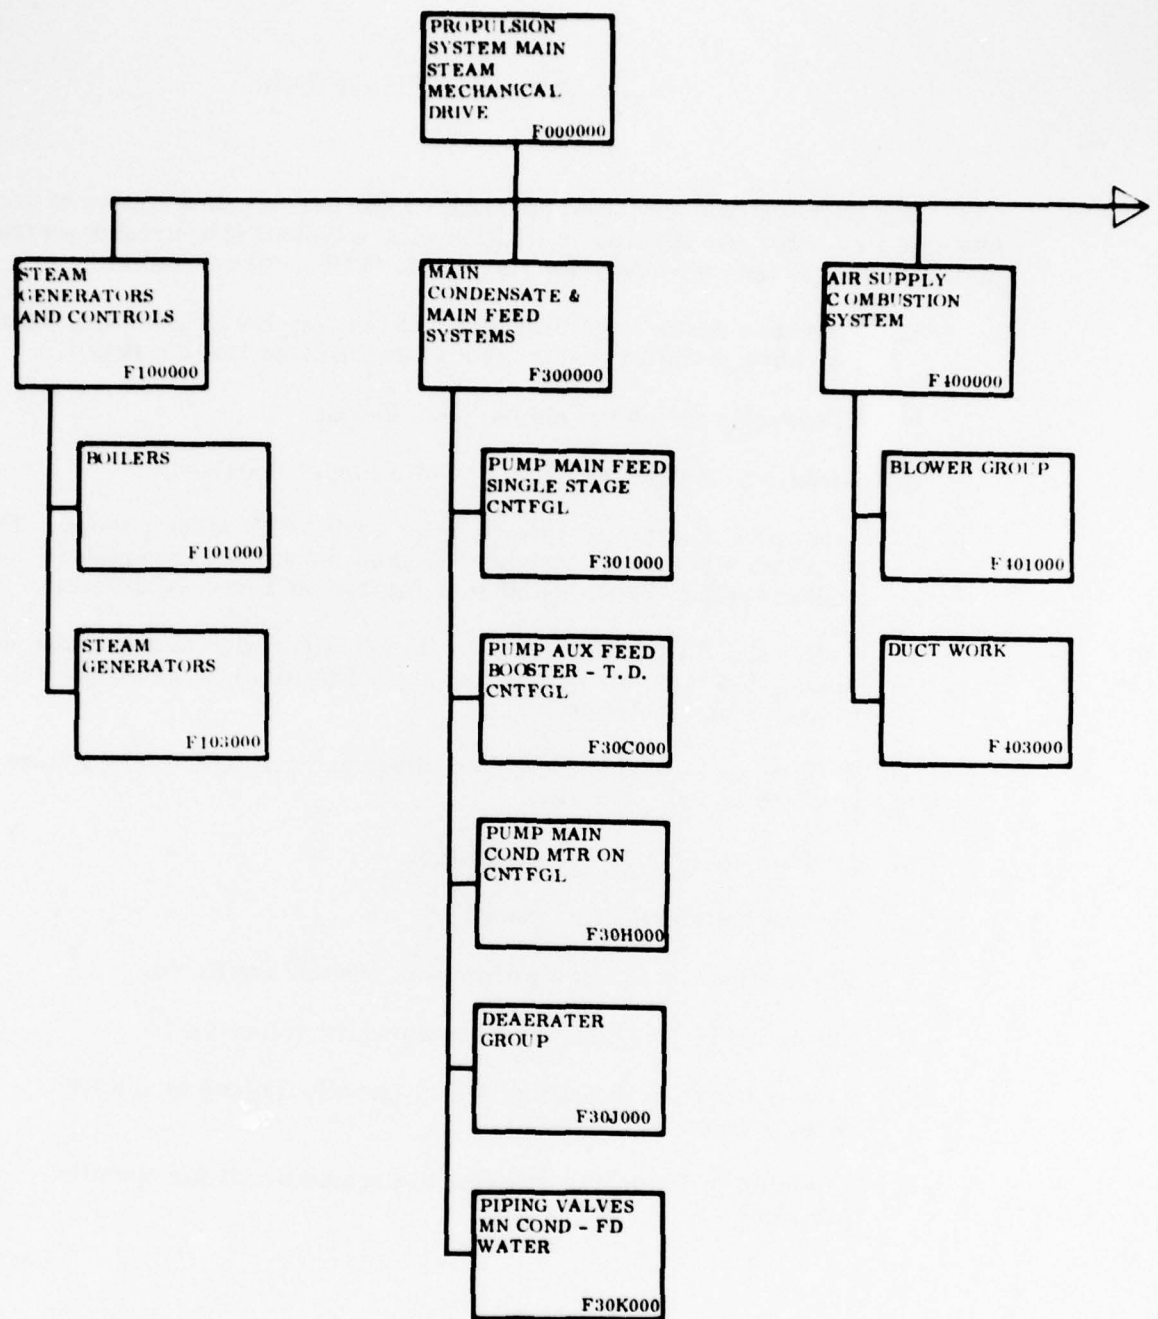 PROPULSION
SYSTEM MAIN
STEAM
MECHANICAL
DRIVE
F000000
STEAM
GENERATORS
AND CONTROLS
F100000
BOILERS
F101000
STEAM
GENERATORS
F103000
MAIN
CONDENSATE &
MAIN FEED
SYSTEMS
F300000
PUMP MAIN FEED
SINGLE STAGE
CNTFGL
F301000
PUMP AUX FEED
BOOSTER - T.D.
CNTFGL
F30C000
PUMP MAIN
COND MTR ON
CNTFGL
F30H000
DEAERATER
GROUP
F30J000
PIPING VALVES
MN COND - FD
WATER
F30K000
AIR SUPPLY
COMBUSTION
SYSTEM
F400000
BLOWER GROUP
F401000
DUCT WORK
F403000